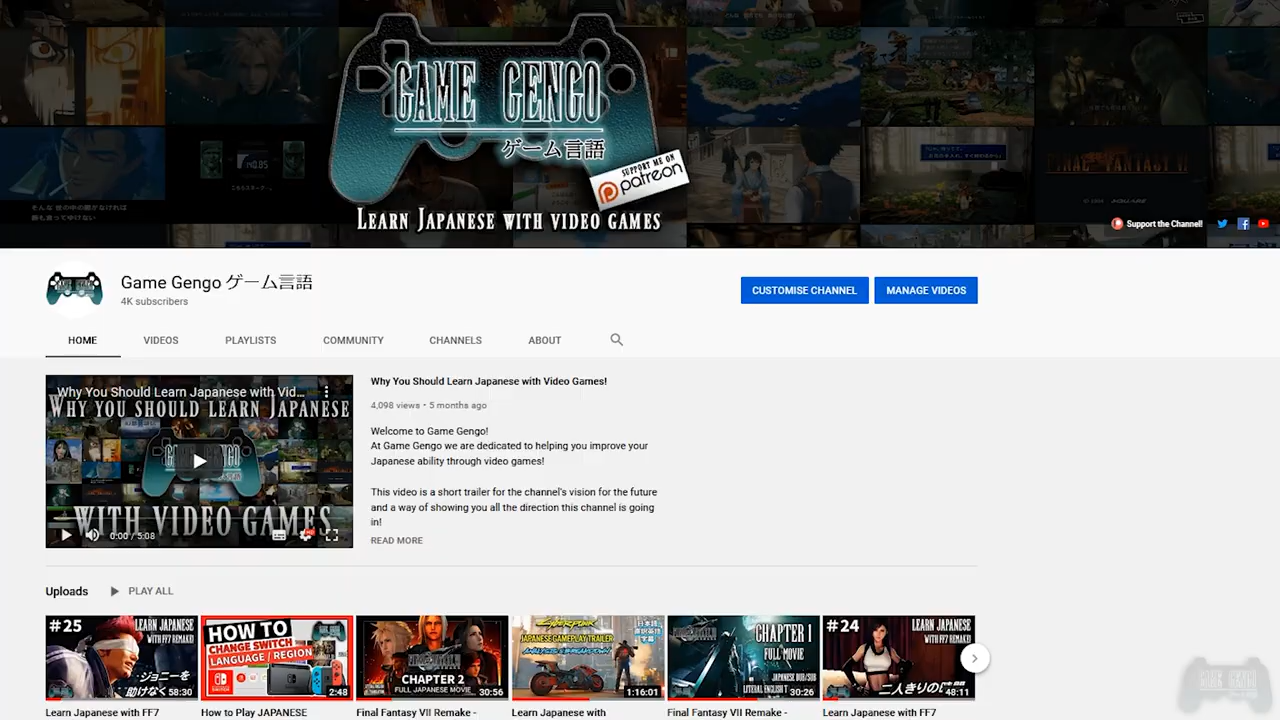 GAME GENGO
ゲーム言語
SUPPORT ME ON
patreon
LEARN JAPANESE WITH VIDEO GAMES
Support the Channel!
Game Gengo ゲーム言語
4K subscribers
CUSTOMISE CHANNEL
MANAGE VIDEOS
HOME
VIDEOS
PLAYLISTS
COMMUNITY
CHANNELS
ABOUT
Why You Should Learn Japanese with Vid...
WHY YOU SHOULD LEARN JAPANESE
WITH VIDEO GAMES
0:00 / 5:08
Why You Should Learn Japanese with Video Games!
4,098 views • 5 months ago
Welcome to Game Gengo!
At Game Gengo we are dedicated to helping you improve your
Japanese ability through video games!
This video is a short trailer for the channel's vision for the future
and a way of showing you all the direction this channel is going
in!
READ MORE
Uploads
PLAY ALL
#25
LEARN JAPANESE
WITH FF7 REMAKE!
ジョニーを
助けなく
58:30
HOW TO
CHANGE SWITCH
LANGUAGE / REGION
2:48
CHAPTER 2
FULL JAPANESE MOVIE
30:56
CYBERPUNK
JAPANESE GAMEPLAY TRAILER
1:16:01
CHAPTER 1
FULL MOVIE
JAPANESE DUB/SUB
30:26
#24
LEARN JAPANESE
WITH FF7 REMAKE!
二人きりの
48:11
Learn Japanese with FF7
How to Play JAPANESE
Final Fantasy VII Remake -
Learn Japanese with
Final Fantasy VII Remake -
Learn Japanese with FF7
GAME GENGO